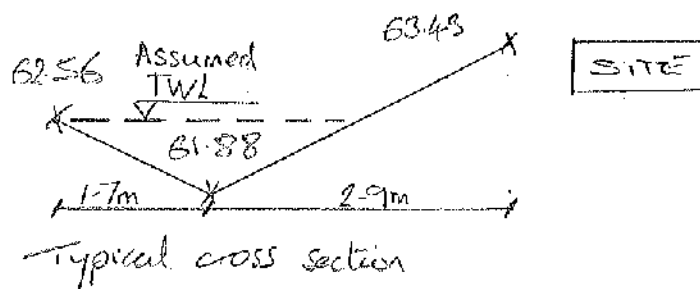 63.43
62.56 Assumed
TWL
SITE
61.88
1.7m 2.9m
Typical cross section